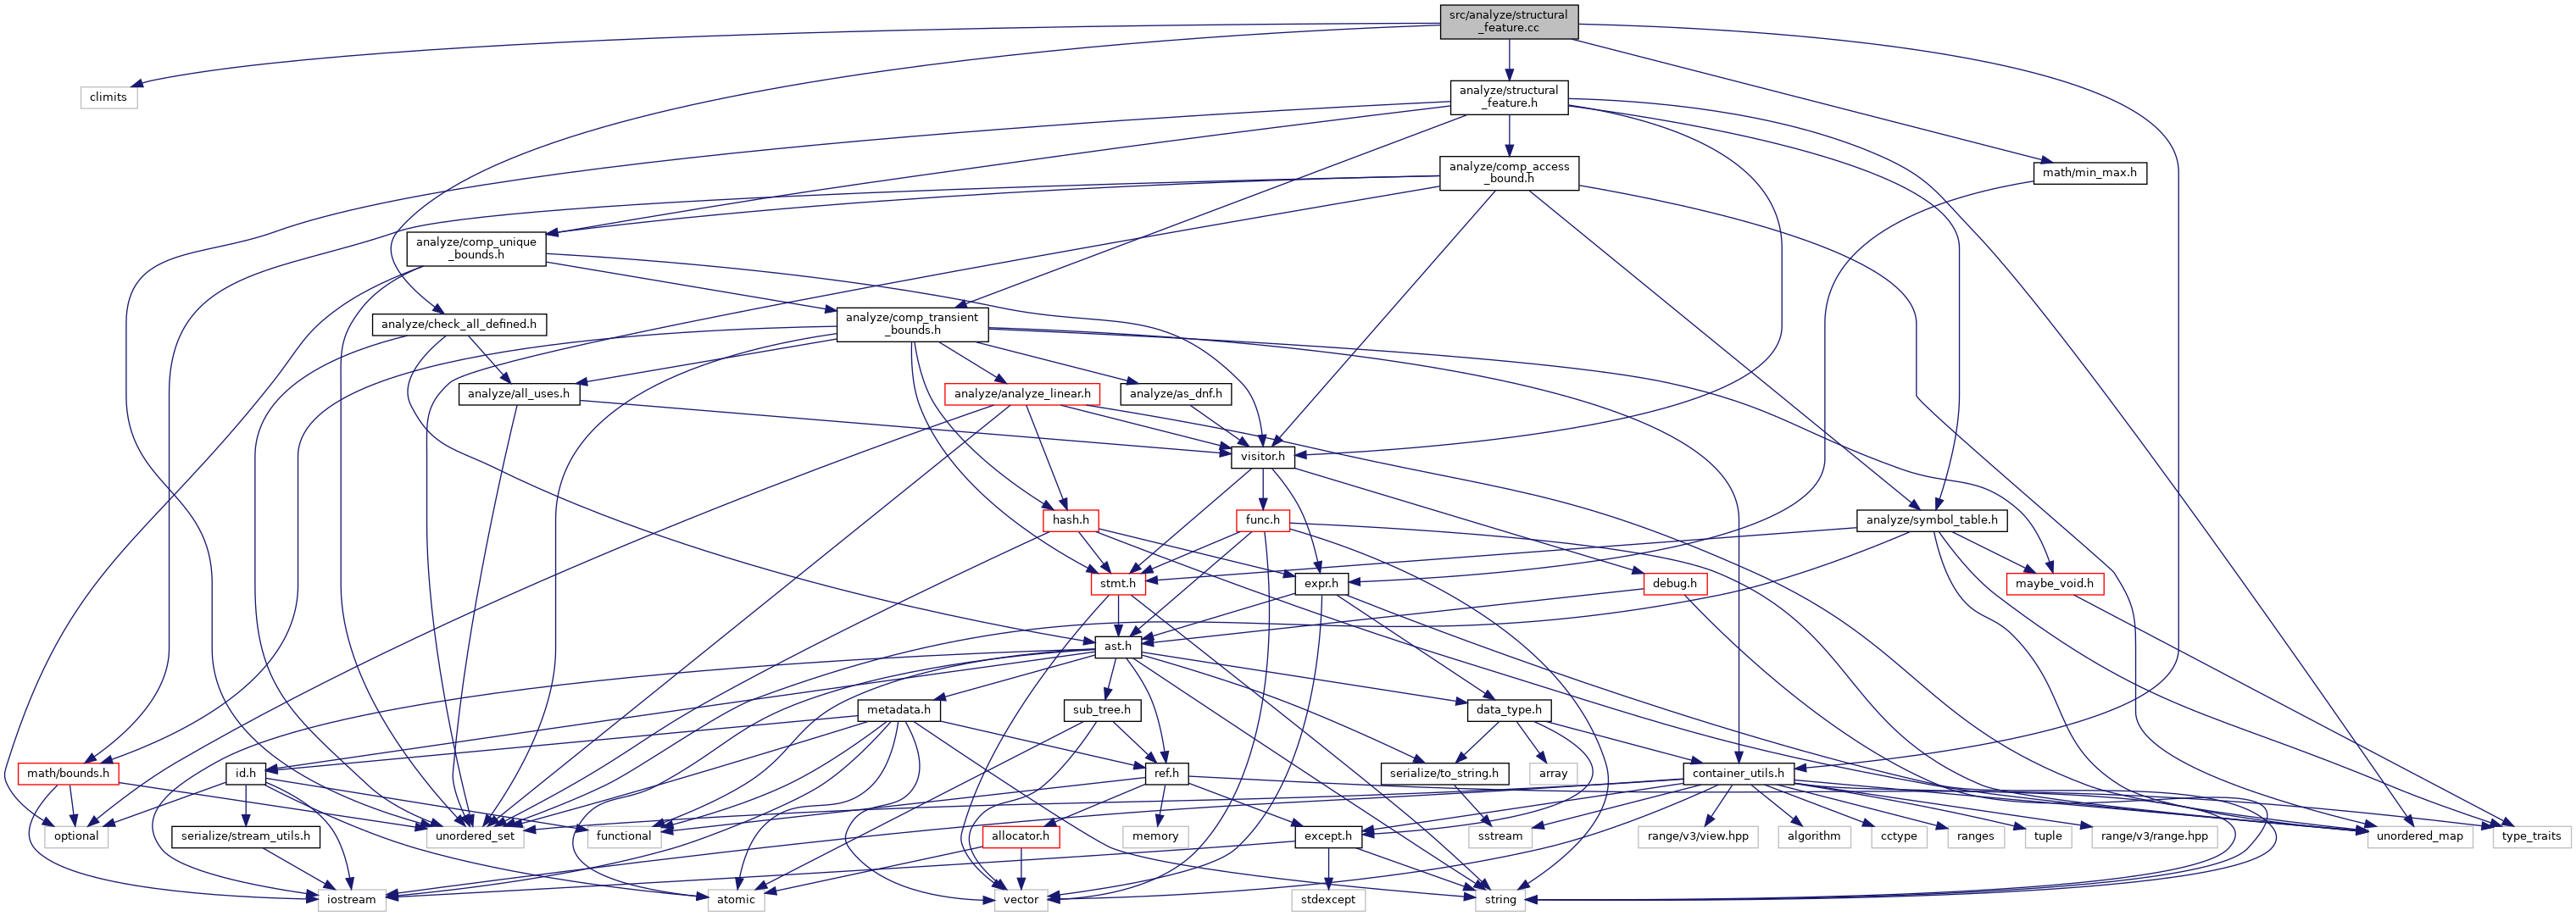 src/analyze/structural
_feature.cc
climits
analyze/structural
_feature.h
analyze/comp_access
_bound.h
math/min_max.h
analyze/comp_unique
_bounds.h
analyze/check_all_defined.h
analyze/comp_transient
_bounds.h
analyze/all_uses.h
analyze/analyze_linear.h
analyze/as_dnf.h
visitor.h
hash.h
func.h
analyze/symbol_table.h
stmt.h
expr.h
debug.h
maybe_void.h
ast.h
metadata.h
sub_tree.h
data_type.h
math/bounds.h
id.h
ref.h
serialize/to_string.h
array
container_utils.h
optional
serialize/stream_utils.h
unordered_set
functional
memory
allocator.h
except.h
sstream
range/v3/view.hpp
algorithm
cctype
ranges
tuple
range/v3/range.hpp
unordered_map
type_traits
iostream
atomic
vector
stdexcept
string